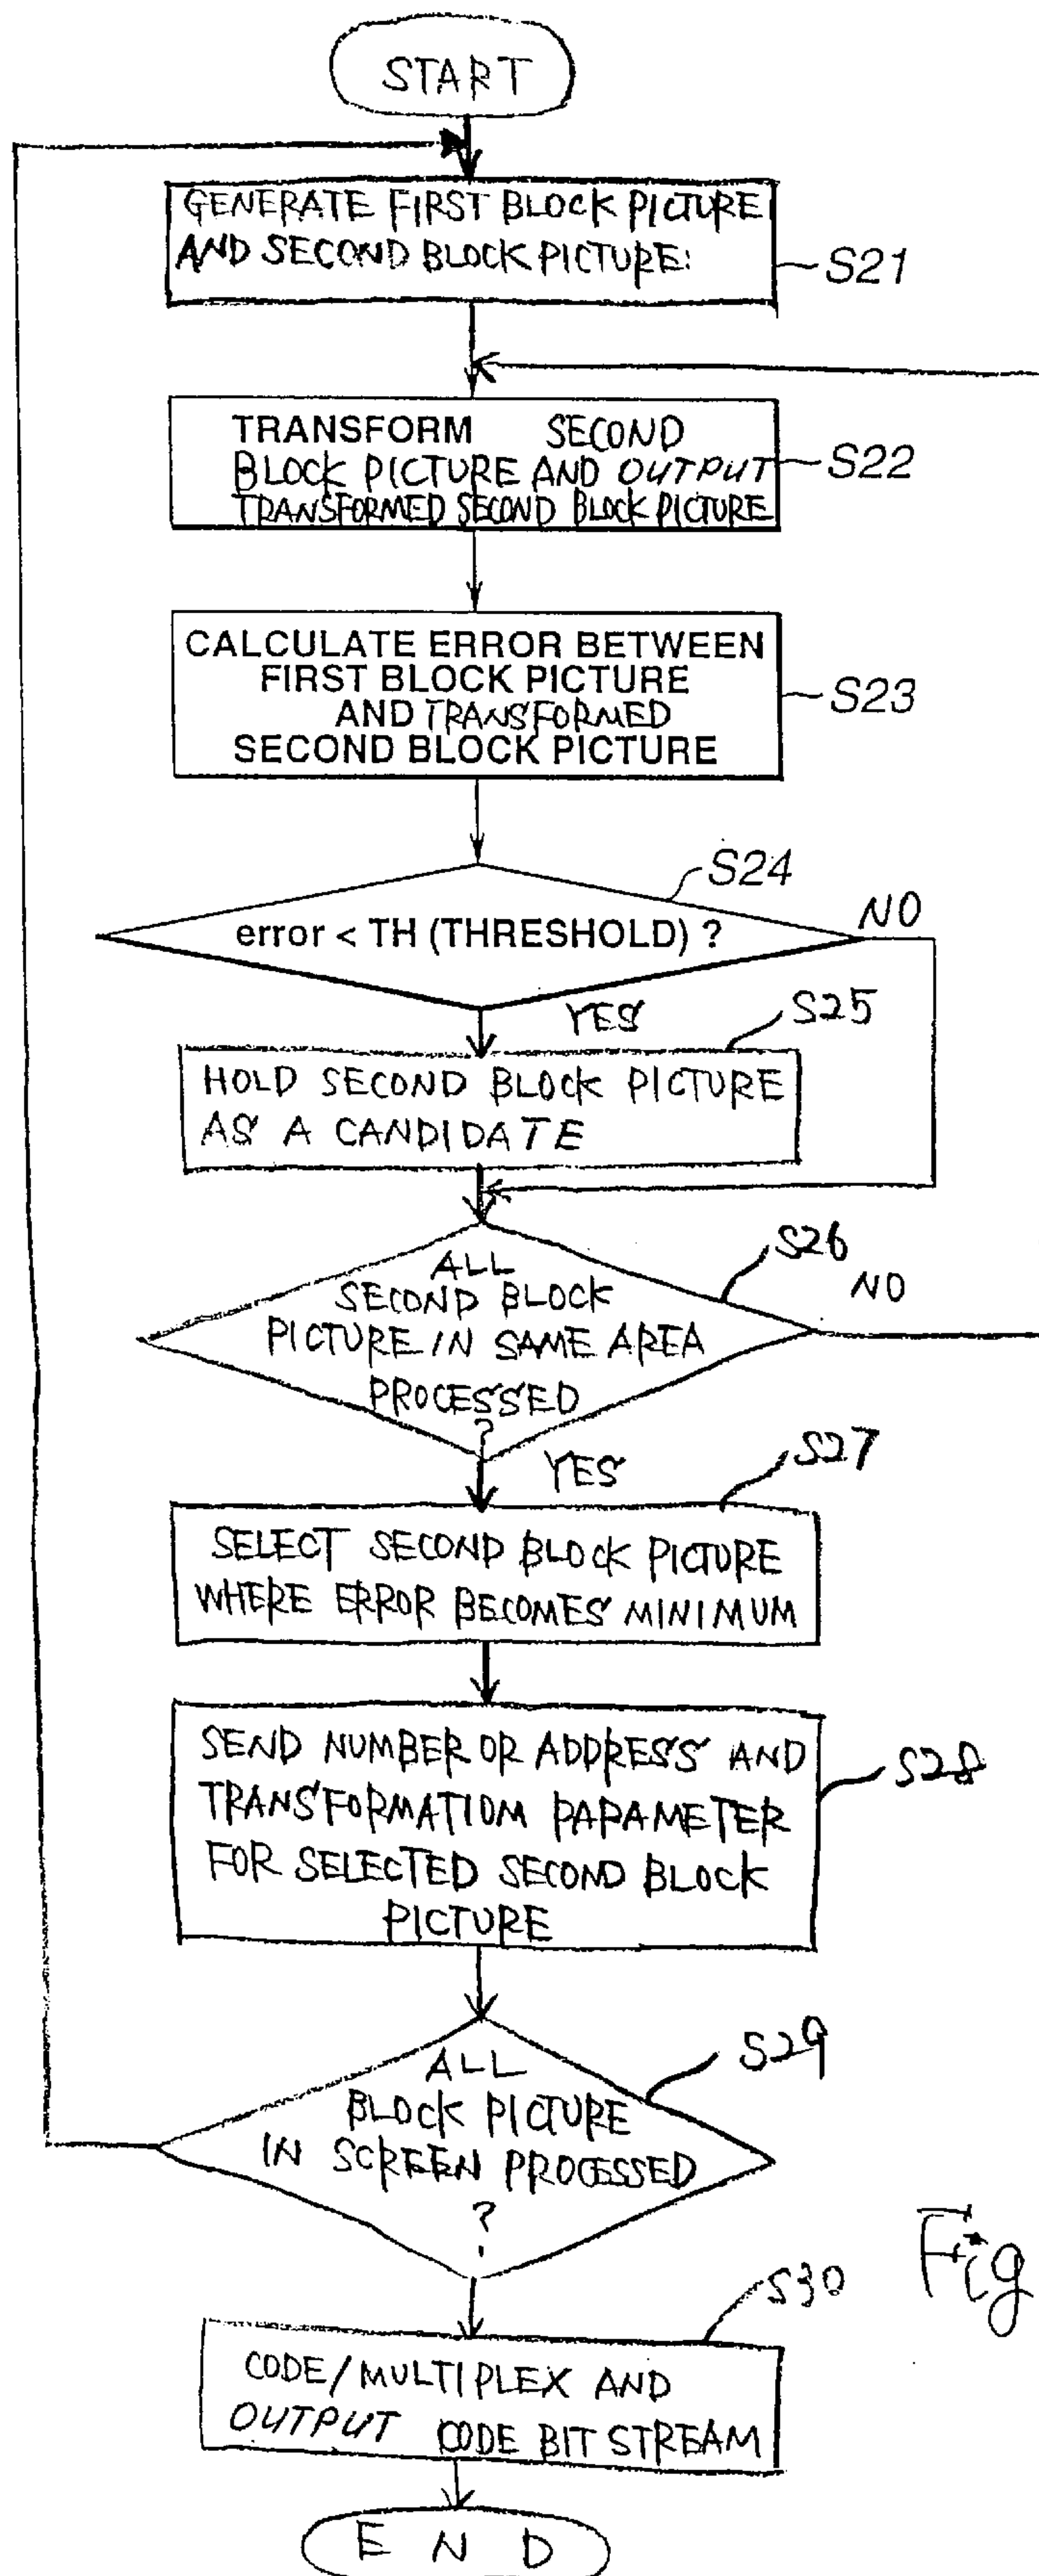 START
GENERATE FIRST BLOCK PICTURE
AND SECOND BLOCK PICTURE:
S21
TRANSFORM SECOND
BLOCK PICTURE AND OUTPUT
TRANSFORMED SECOND BLOCK PICTURE
S22
CALCULATE ERROR BETWEEN
FIRST BLOCK PICTURE
AND TRANSFORMED
SECOND BLOCK PICTURE
S23
S24
error < TH (THRESHOLD) ?
NO
YES
S25
HOLD SECOND BLOCK PICTURE
AS A CANDIDATE
S26
NO
ALL
SECOND BLOCK
PICTURE IN SAME AREA
PROCESSED
?
YES
S27
SELECT SECOND BLOCK PICTURE
WHERE ERROR BECOMES MINIMUM
SEND NUMBER OR ADDRESS AND
TRANSFORMATIOM PARAMETER
FOR SELECTED SECOND BLOCK
PICTURE
S28
S29
ALL
BLOCK PICTURE
IN SCREEN PROCESSED
?
Fig
S30
CODE/MULTIPLEX AND
OUTPUT CODE BIT STREAM
END